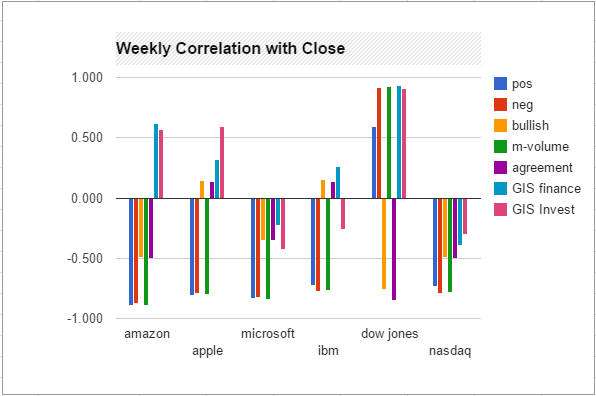 Weekly Correlation with Close
1.000
0.500
0.000
-0.500
-1.000
amazon
apple
microsoft
ibm
dow jones
nasdaq
pos
neg
bullish
m-volume
agreement
GIS finance
GIS Invest